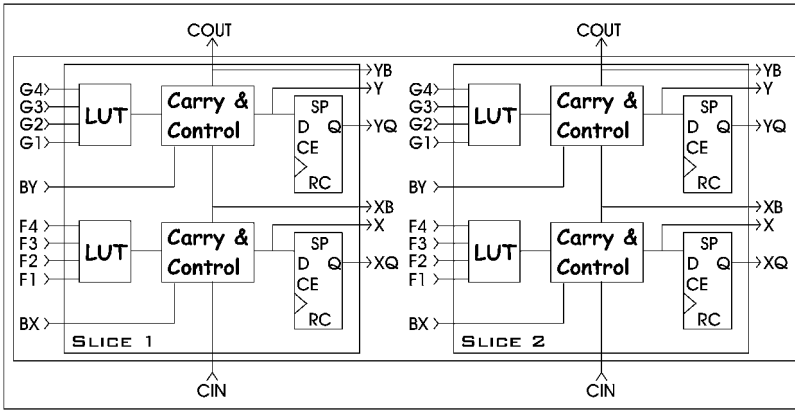 COUT
YB
Y
G4
G3
G2
G1
LUT
Carry &
Control
SP
D Q
CE
RC
YQ
BY
XB
X
F4
F3
F2
F1
LUT
Carry &
Control
SP
D Q
CE
RC
XQ
BX
SLICE 1
CIN
COUT
YB
Y
G4
G3
G2
G1
LUT
Carry &
Control
SP
D Q
CE
RC
YQ
BY
XB
X
F4
F3
F2
F1
LUT
Carry &
Control
SP
D Q
CE
RC
XQ
BX
SLICE 2
CIN